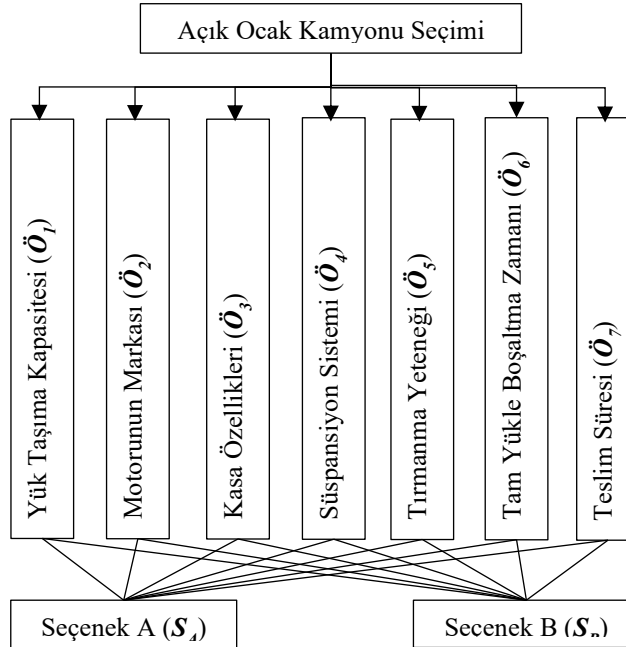 Açık Ocak Kamyonu Seçimi
Yük Taşıma Kapasitesi (Ö1)
Motorunun Markası (Ö2)
Kasa Özellikleri (Ö3)
Süspansiyon Sistemi (Ö4)
Tırmanma Yeteneği (Ö5)
Tam Yükle Boşaltma Zamanı (Ö6)
Teslim Süresi (Ö7)
Seçenek A (SA)
Seçenek B (SB)